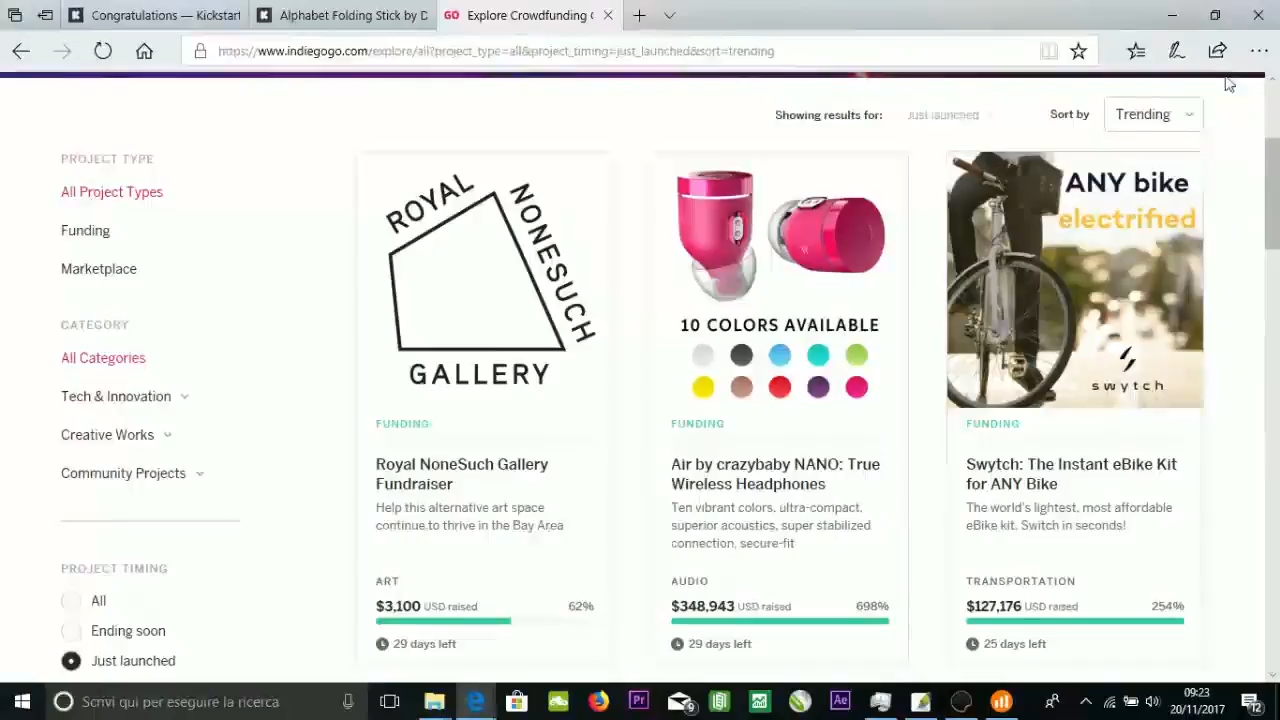 Congratulations — Kickstart
Alphabet Folding Stick by D
GO Explore Crowdfunding C
https://www.indiegogo.com/explore/all?project_type=all&project_timing=just_launched&sort=trending
Showing results for:
Just launched
Sort by
Trending
PROJECT TYPE
All Project Types
Funding
Marketplace
CATEGORY
All Categories
Tech & Innovation
Creative Works
Community Projects
PROJECT TIMING
All
Ending soon
Just launched
ROYAL
NONESUCH
GALLERY
FUNDING
Royal NoneSuch Gallery
Fundraiser
Help this alternative art space
continue to thrive in the Bay Area
ART
$3,100 USD raised
62%
29 days left
10 COLORS AVAILABLE
FUNDING
Air by crazybaby NANO: True
Wireless Headphones
Ten vibrant colors, ultra-compact,
superior acoustics, super stabilized
connection, secure-fit
AUDIO
$348,943 USD raised
698%
29 days left
ANY bike
electrified
swytch
FUNDING
Swytch: The Instant eBike Kit
for ANY Bike
The world's lightest, most affordable
eBike kit. Switch in seconds!
TRANSPORTATION
$127,176 USD raised
254%
25 days left
Scrivi qui per eseguire la ricerca
Pr
9
Ae
09:23
20/11/2017
12